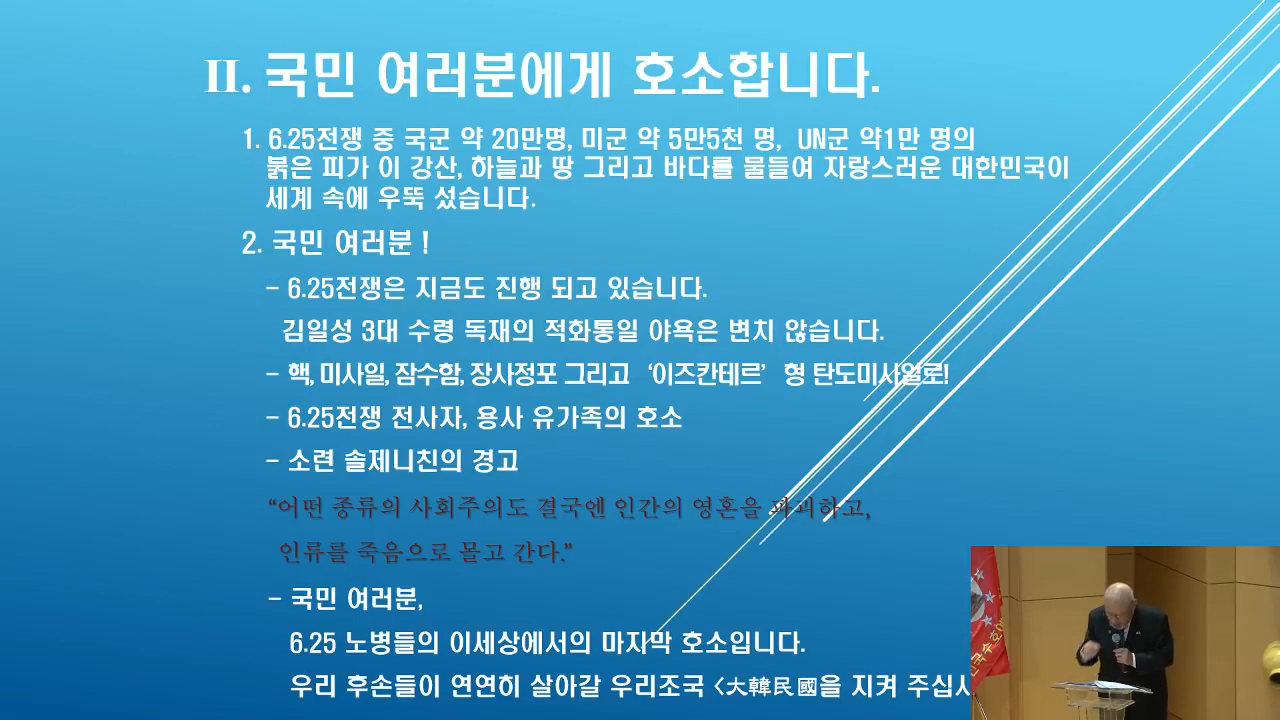 II. 국민 여러분에게 호소합니다.
1. 6.25전쟁 중 국군 약 20만명, 미군 약 5만5천 명, UN군 약1만 명의
붉은 피가 이 강산, 하늘과 땅 그리고 바다를 물들여 자랑스러운 대한민국이
세계 속에 우뚝 섰습니다.
2. 국민 여러분 !
- 6.25전쟁은 지금도 진행 되고 있습니다.
김일성 3대 수령 독재의 적화통일 야욕은 변치 않습니다.
- 핵, 미사일, 잠수함, 장사정포 그리고 ‘이즈칸테르’ 형 탄도미사일로!
- 6.25전쟁 전사자, 용사 유가족의 호소
- 소련 솔제니친의 경고
“어떤 종류의 사회주의도 결국엔 인간의 영혼을 파괴하고,
인류를 죽음으로 몰고 간다.”
- 국민 여러분,
6.25 노병들의 이세상에서의 마지막 호소입니다.
우리 후손들이 연연히 살아갈 우리조국 <大韓民國을 지켜 주십시